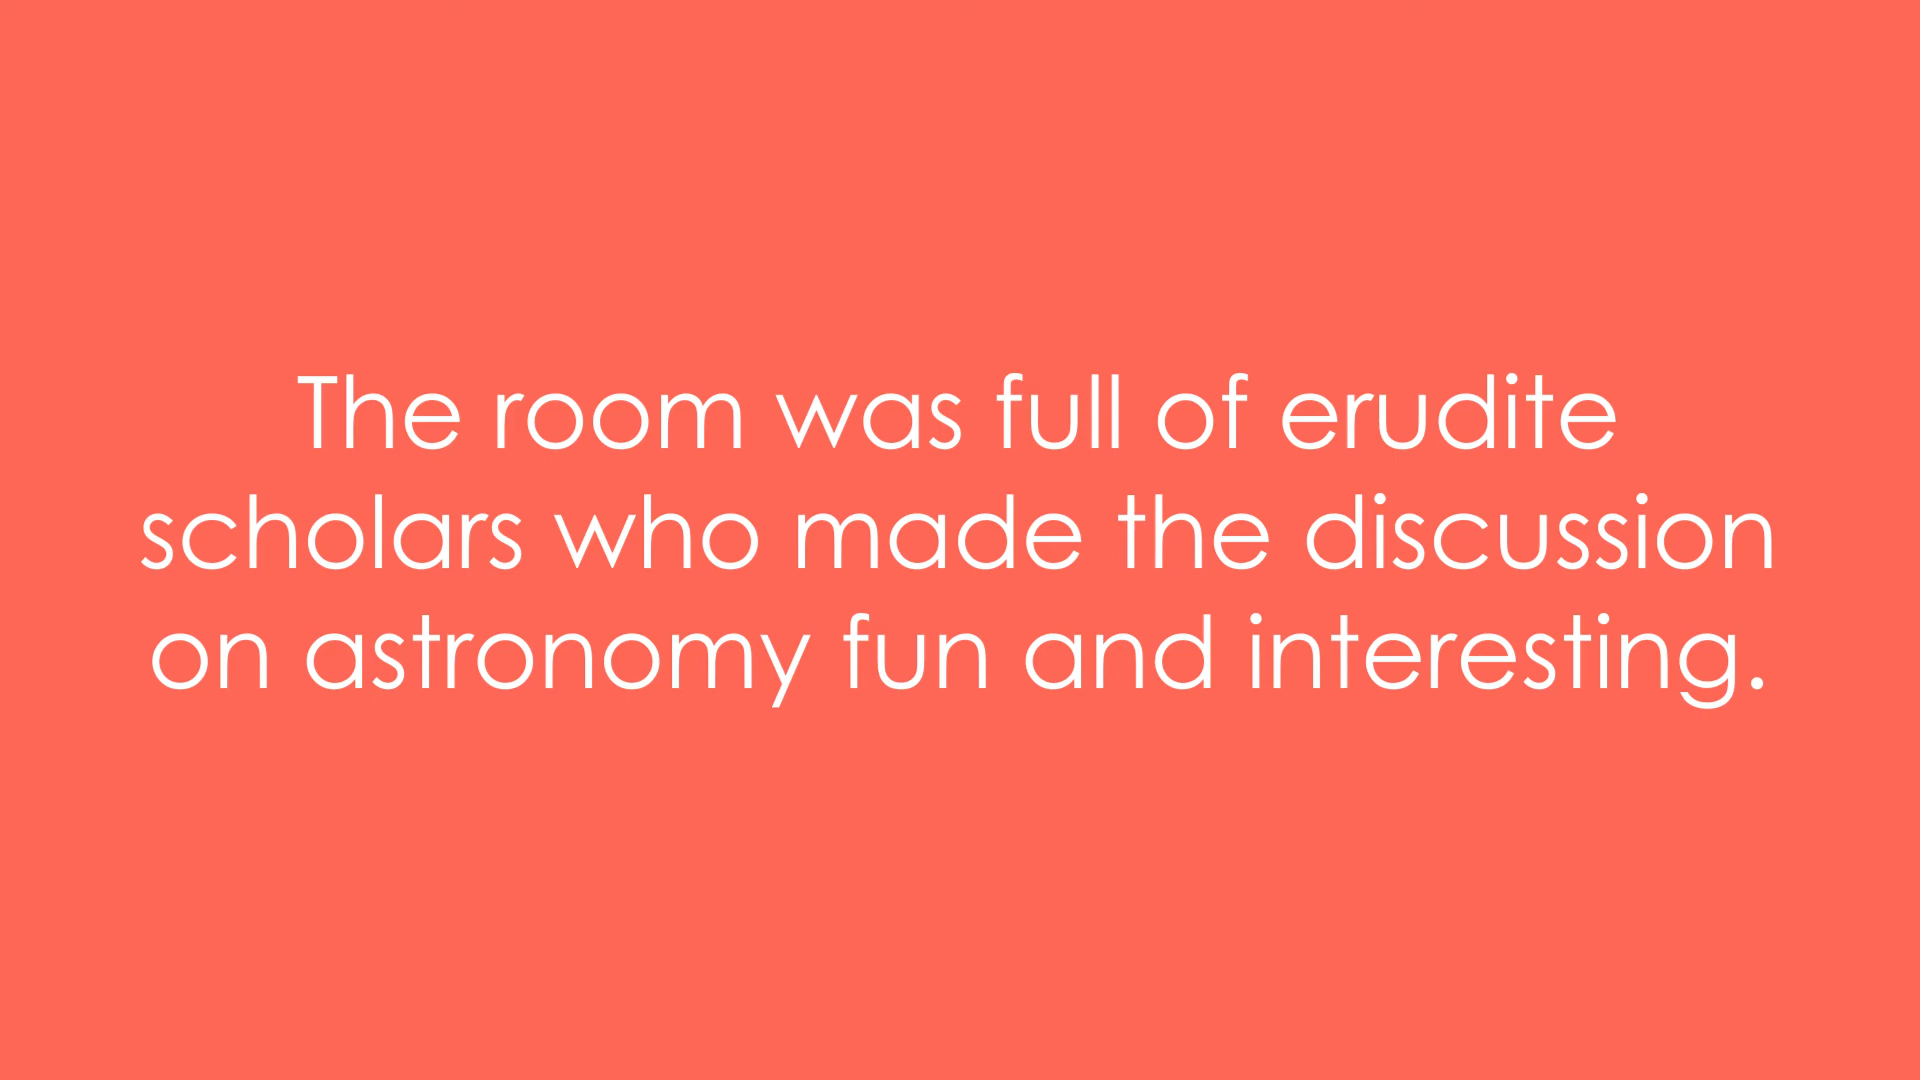 The room was full of erudite
scholars who made the discussion
on astronomy fun and interesting.